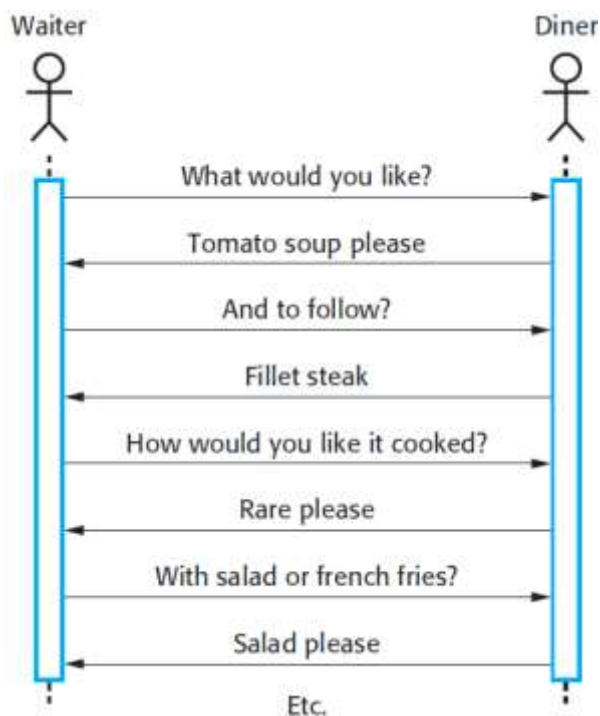 Waiter
Diner
What would you like?
Tomato soup please
And to follow?
Fillet steak
How would you like it cooked?
Rare please
With salad or french fries?
Salad please
Etc.